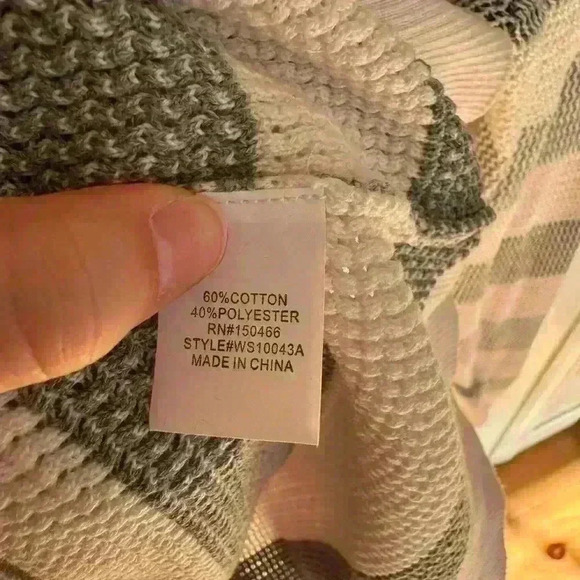 60%COTTON
40%POLYESTER
RN#150466
STYLE#WS10043A
MADE IN CHINA